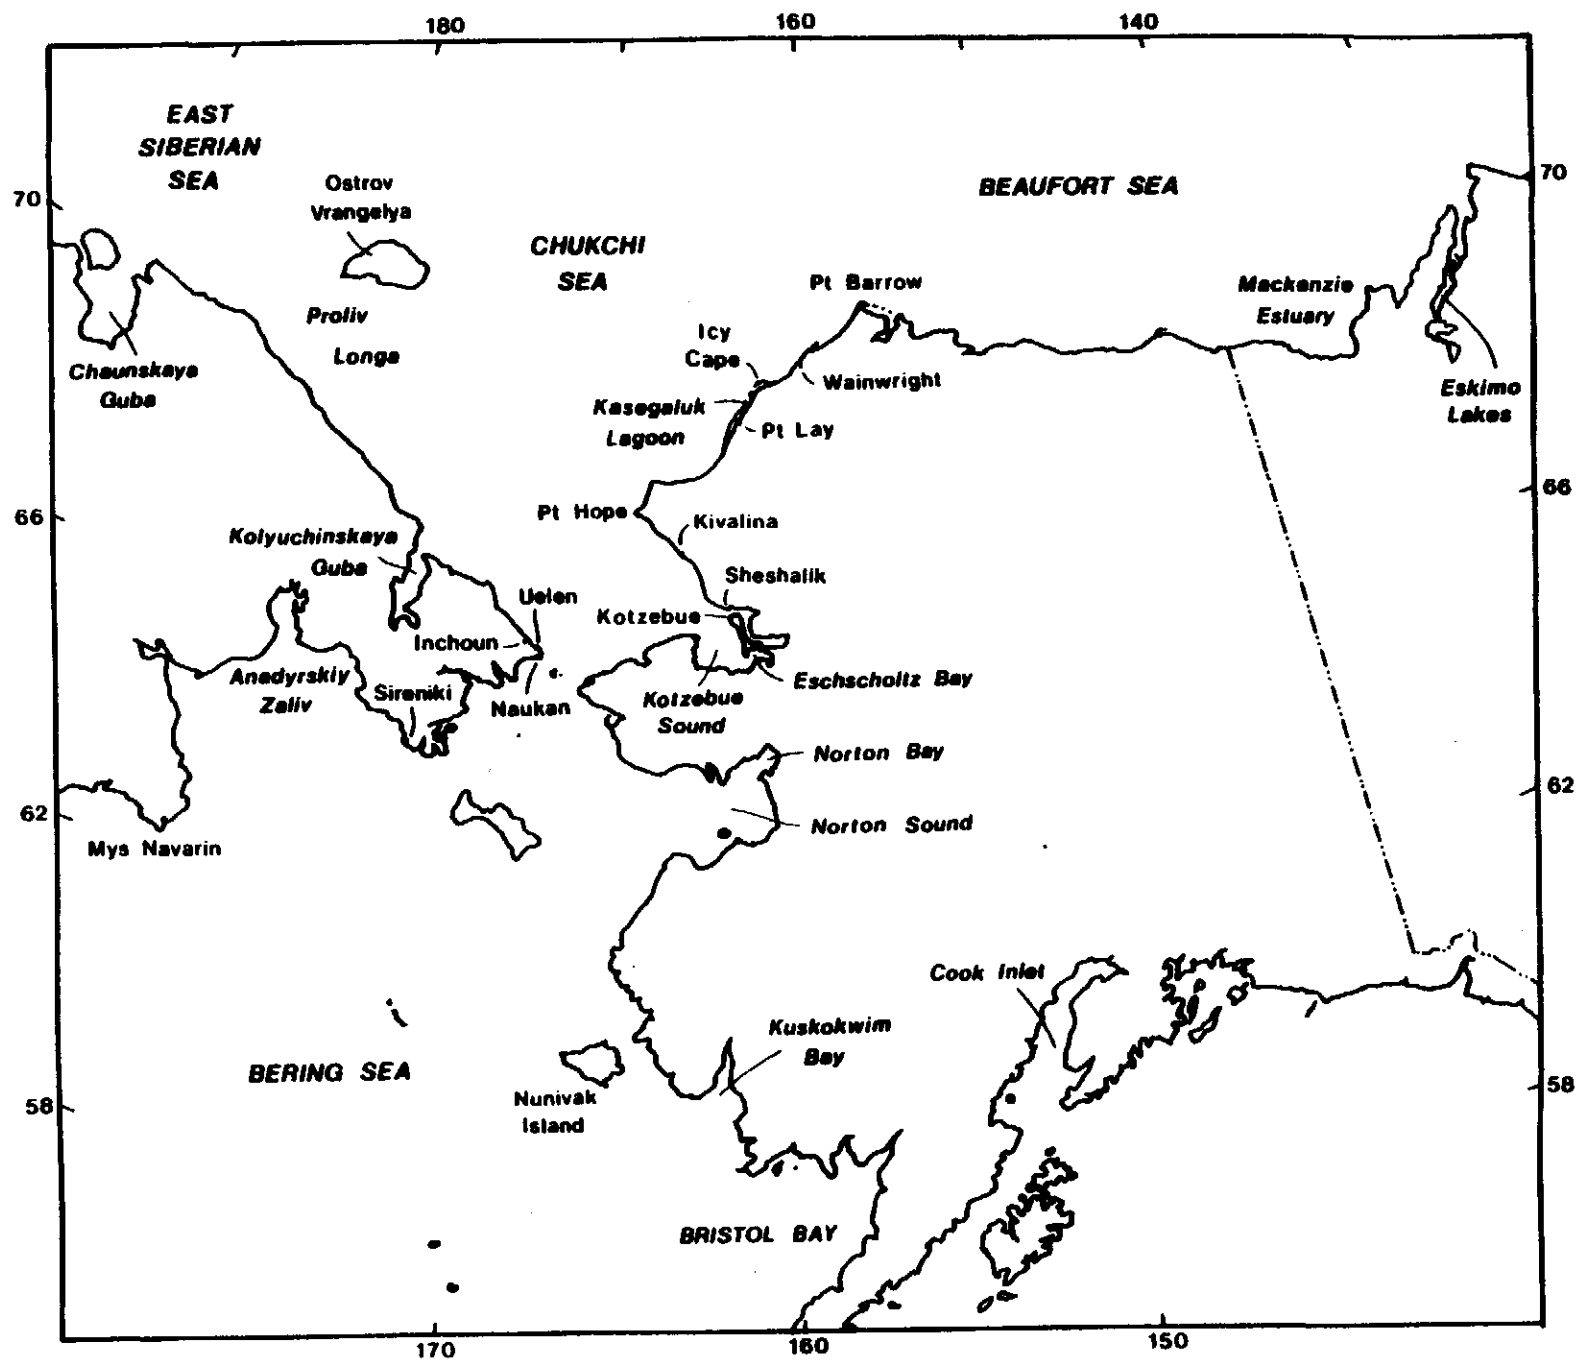 180 160 140
EAST
SIBERIAN
SEA
70
Ostrov
Vrangelya
BEAUFORT SEA
70
CHUKCHI
SEA
Pt Barrow
Mackenzie
Estuary
Proliv
Longa
Icy
Cape
Chaunskaya
Guba
Wainwright
Eskimo
Lakes
Kasegaluk
Lagoon
Pt Lay
66
Pt Hope
66
Kivalina
Kolyuchinskaya
Guba
Sheshalik
Uelen
Kotzebue
Inchoun
Anadyrskiy
Zaliv
Sireniki
Naukan
Kotzebue
Sound
Eschscholtz Bay
Norton Bay
62
62
Norton Sound
Mys Navarin
Cook Inlet
Kuskokwim
Bay
BERING SEA
Nunivak
Island
58
58
BRISTOL BAY
170 160 150